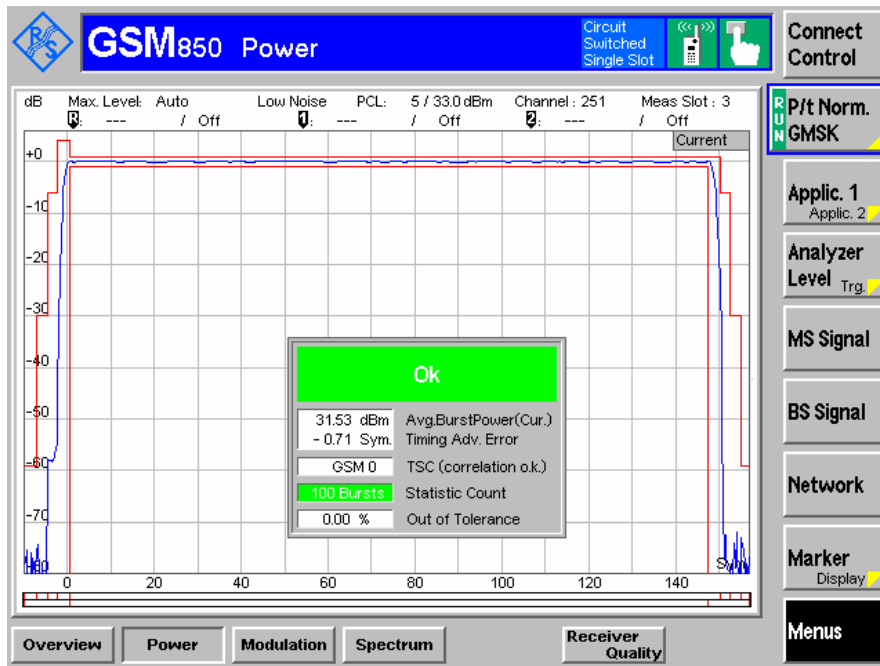 R S
GSM850 Power
Circuit Switched Single Slot
Connect Control
dB Max. Level: Auto Low Noise PCL: 5 / 33.0 dBm Channel : 251 Meas Slot : 3
R: --- / Off 1: --- / Off 2: --- / Off
Current
RUN
P/t Norm. GMSK
Applic. 1
Applic. 2
Analyzer Level Trg.
MS Signal
BS Signal
Network
Marker
Display
Menus
+0
-10
-20
-30
-40
-50
-60
-70
-80
Ok
31.53 dBm Avg.BurstPower(Cur.)
- 0.71 Sym. Timing Adv. Error
GSM 0 TSC (correlation o.k.)
100 Bursts Statistic Count
0.00 % Out of Tolerance
0 20 40 60 80 100 120 140
Overview Power Modulation Spectrum Receiver Quality